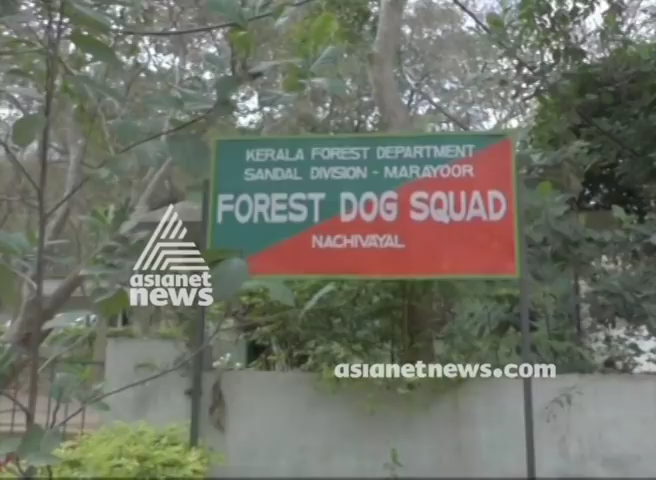 KERALA FOREST DEPARTMENT
SANDAL DIVISION - MARAYOOR
FOREST DOG SQUAD
NACHIVAYAL
asianet
news
asianetnews.com